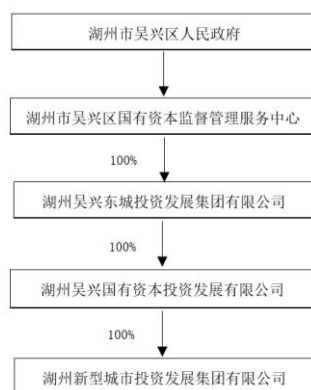 湖州市吴兴区人民政府
湖州市吴兴区国有资本监督管理服务中心
100%
湖州吴兴东城投资发展集团有限公司
100%
湖州吴兴国有资本投资发展有限公司
100%
湖州新型城市投资发展集团有限公司